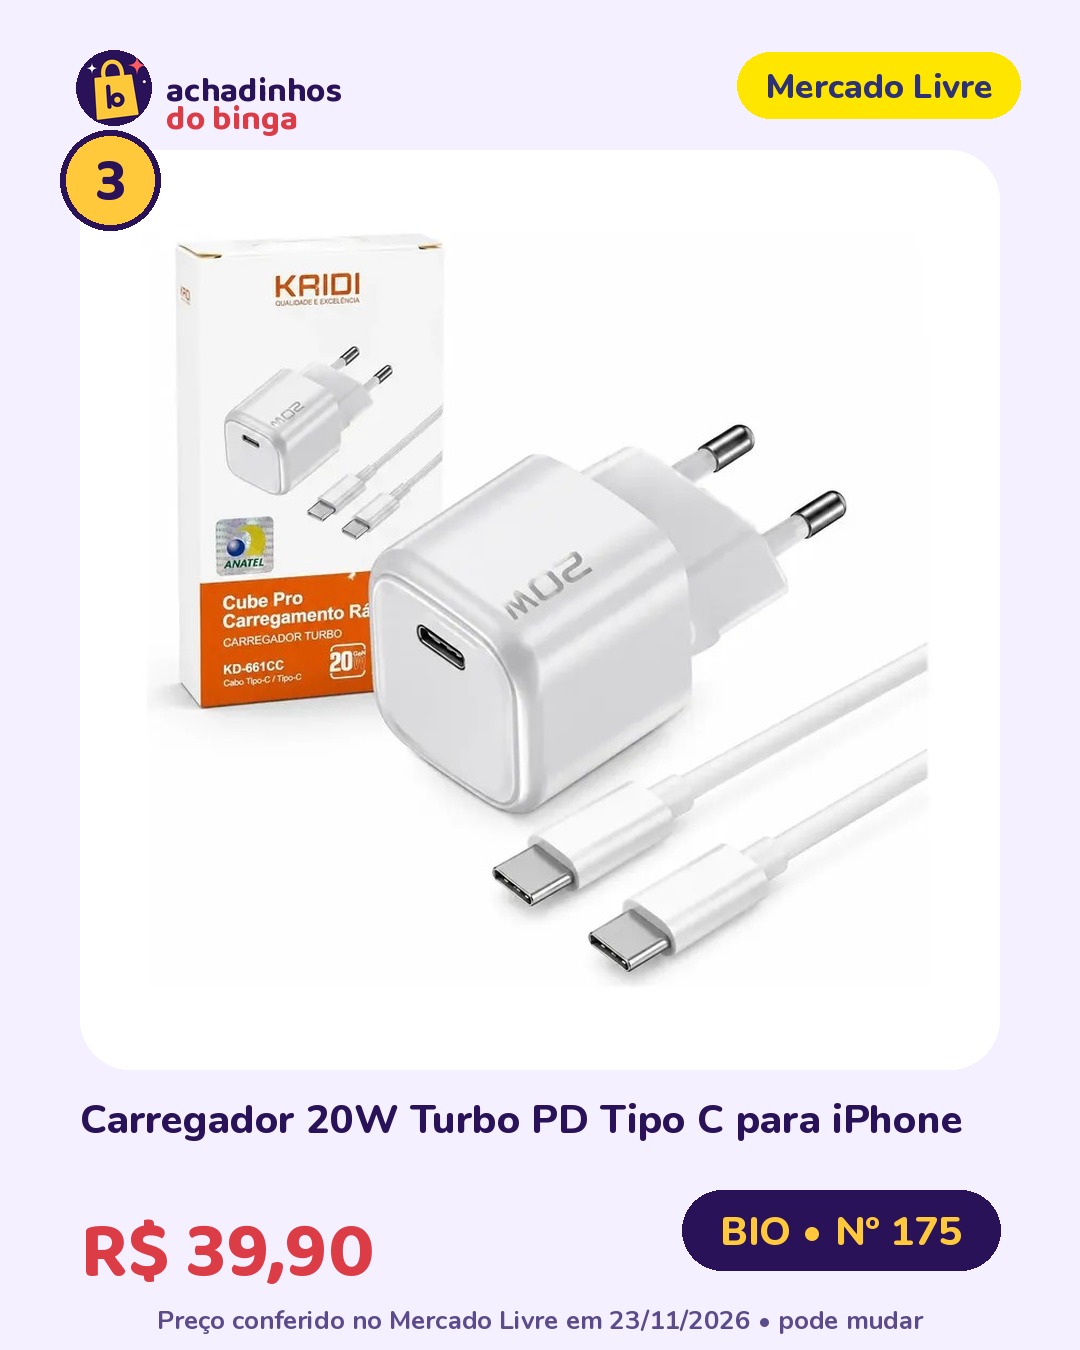 achadinhos
do binga
b
Mercado Livre
3
KRIDI
QUALIDADE E EXCELÊNCIA
KRIDI
20W
ANATEL
Cube Pro
Carregamento Rá
CARREGADOR TURBO
KD-661CC
Cabo Tipo-C / Tipo-C
20W
20W
Carregador 20W Turbo PD Tipo C para iPhone
R$ 39,90
BIO • Nº 175
Preço conferido no Mercado Livre em 23/11/2026 • pode mudar